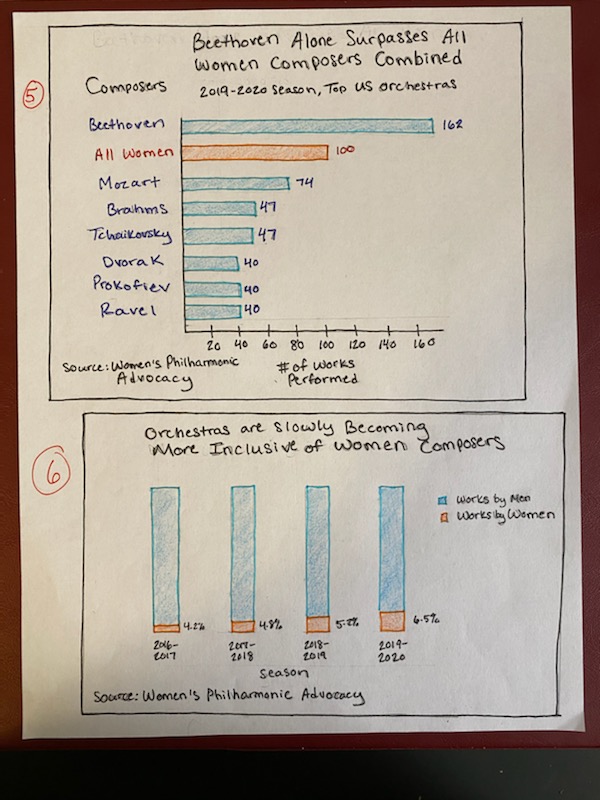 5
Beethoven Alone Surpasses All
Women Composers Combined
Composers
2019-2020 Season, Top US Orchestras
Beethoven 162
All Women 100
Mozart 74
Brahms 47
Tchaikovsky 47
Dvorak 40
Prokofiev 40
Ravel 40
20 40 60 80 100 120 140 160
# of Works
Performed
Source: Women's Philharmonic
Advocacy
6
Orchestras are Slowly Becoming
More Inclusive of Women Composers
Works by Men
Works by Women
4.2% 4.8% 6.5%
2016-
2017
2017-
2018
2018-
2019
2019-
2020
Season
Source: Women's Philharmonic Advocacy